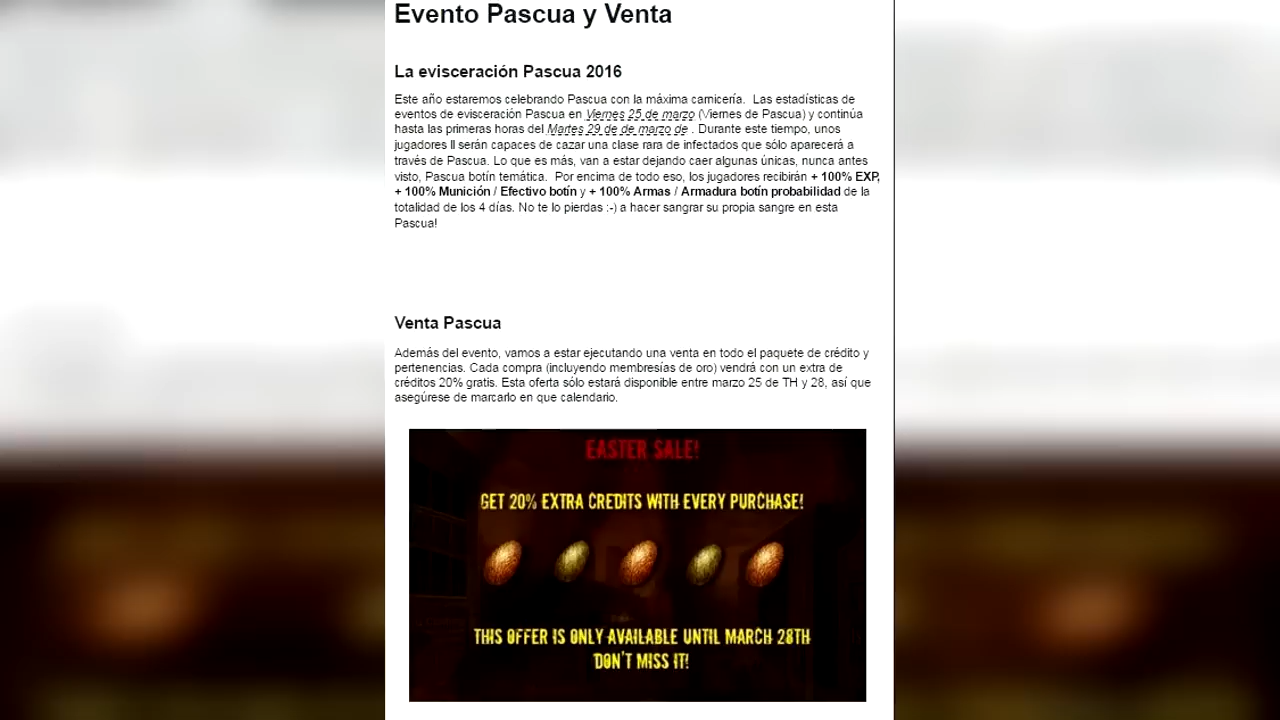 Evento Pascua y Venta
La evisceración Pascua 2016
Este año estaremos celebrando Pascua con la máxima carnicería. Las estadísticas de
eventos de evisceración Pascua en Viernes 25 de marzo (Viernes de Pascua) y continúa
hasta las primeras horas del Martes 29 de de marzo de . Durante este tiempo, unos
jugadores II serán capaces de cazar una clase rara de infectados que sólo aparecerá a
través de Pascua. Lo que es más, van a estar dejando caer algunas únicas, nunca antes
visto, Pascua botín temática. Por encima de todo eso, los jugadores recibirán + 100% EXP,
+ 100% Munición / Efectivo botín y + 100% Armas / Armadura botín probabilidad de la
totalidad de los 4 días. No te lo pierdas :-) a hacer sangrar su propia sangre en esta
Pascua!
Venta Pascua
Además del evento, vamos a estar ejecutando una venta en todo el paquete de crédito y
pertenencias. Cada compra (incluyendo membresías de oro) vendrá con un extra de
créditos 20% gratis. Esta oferta sólo estará disponible entre marzo 25 de TH y 28, así que
asegúrese de marcarlo en que calendario.
EASTER SALE!
GET 20% EXTRA CREDITS WITH EVERY PURCHASE!
THIS OFFER IS ONLY AVAILABLE UNTIL MARCH 28TH
DON'T MISS IT!